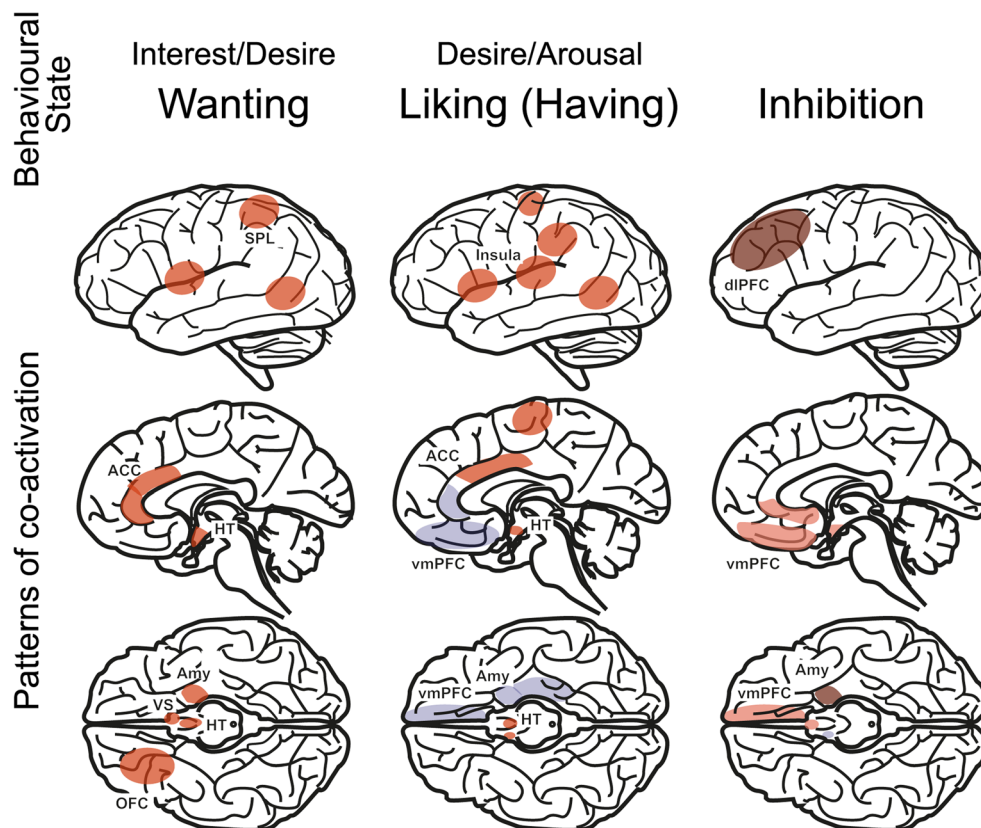 Behavioural
State
Interest/Desire
Wanting
Desire/Arousal
Liking (Having)
Inhibition
Patterns of co-activation
SPL
Insula
dlPFC
ACC
HT
ACC
HT
vmPFC
vmPFC
Amy
VS
HT
OFC
Amy
vmPFC
HT
Amy
vmPFC